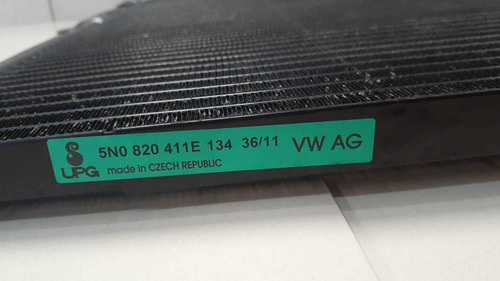 5N0 820 411E 134 36/11 VW AG
UPG made in CZECH REPUBLIC